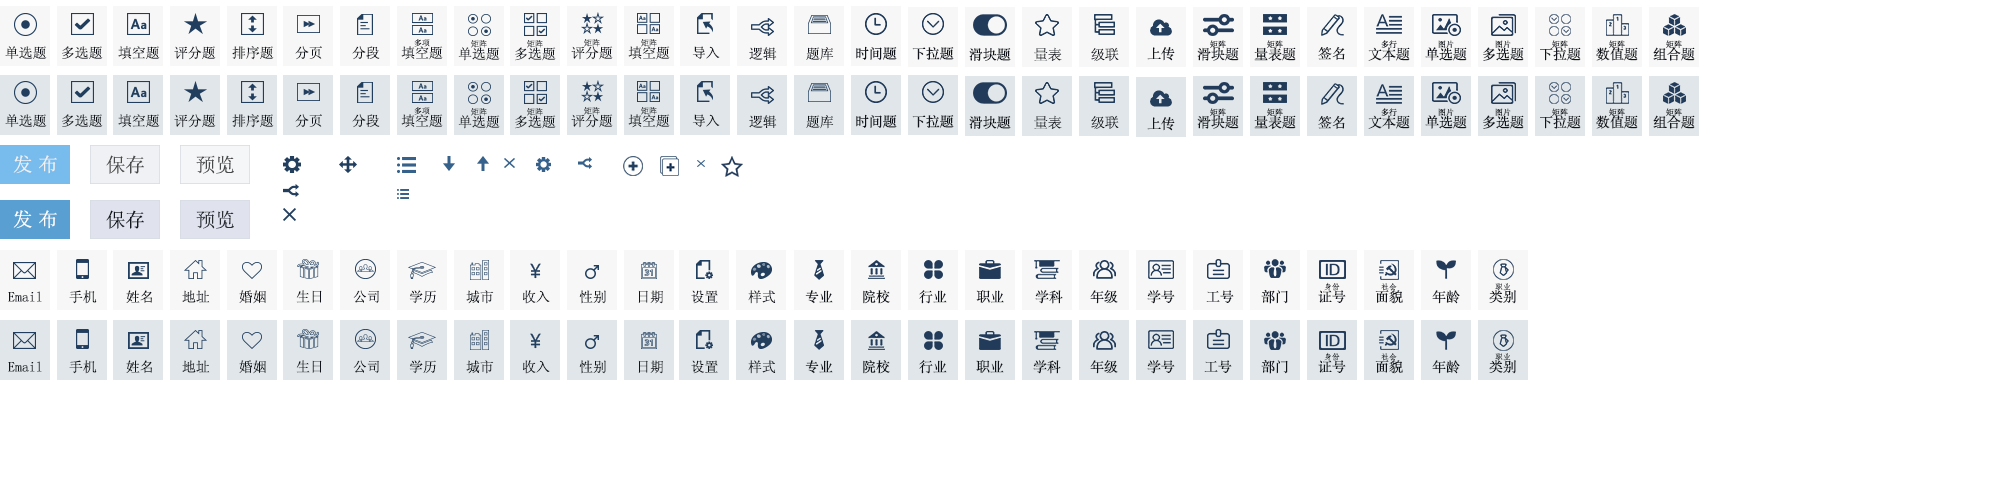 单选题 多选题 填空题 评分题 排序题 分页 分段 多项填空题 矩阵单选题 矩阵多选题 矩阵评分题 矩阵填空题 导入 逻辑 题库 时间题 下拉题 滑块题 量表 级联 上传 矩阵滑块题 矩阵量表题 签名 多行文本题 图片单选题 图片多选题 矩阵下拉题 矩阵数值题 矩阵组合题
单选题 多选题 填空题 评分题 排序题 分页 分段 多项填空题 矩阵单选题 矩阵多选题 矩阵评分题 矩阵填空题 导入 逻辑 题库 时间题 下拉题 滑块题 量表 级联 上传 矩阵滑块题 矩阵量表题 签名 多行文本题 图片单选题 图片多选题 矩阵下拉题 矩阵数值题 矩阵组合题
发布 保存 预览
发布 保存 预览
Email 手机 姓名 地址 婚姻 生日 公司 学历 城市 收入 性别 日期 设置 样式 专业 院校 行业 职业 学科 年级 学号 工号 部门 身份证号 社会面貌 年龄 职业类别
Email 手机 姓名 地址 婚姻 生日 公司 学历 城市 收入 性别 日期 设置 样式 专业 院校 行业 职业 学科 年级 学号 工号 部门 身份证号 社会面貌 年龄 职业类别